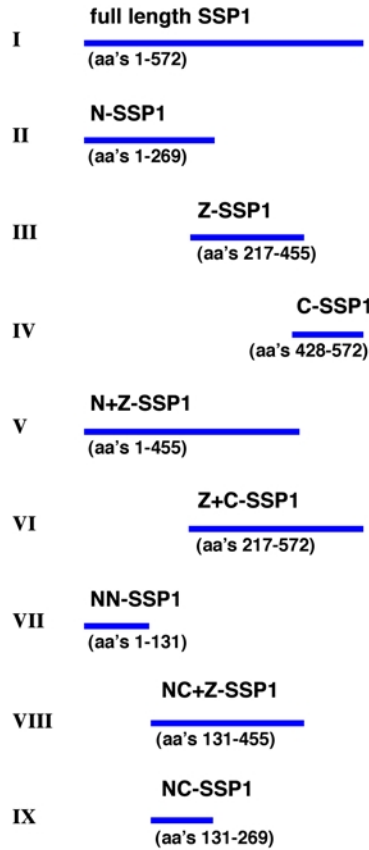 full length SSP1
I
(aa's 1-572)
N-SSP1
II
(aa's 1-269)
Z-SSP1
III
(aa's 217-455)
C-SSP1
IV
(aa's 428-572)
N+Z-SSP1
V
(aa's 1-455)
Z+C-SSP1
VI
(aa's 217-572)
NN-SSP1
VII
(aa's 1-131)
NC+Z-SSP1
VIII
(aa's 131-455)
NC-SSP1
IX
(aa's 131-269)